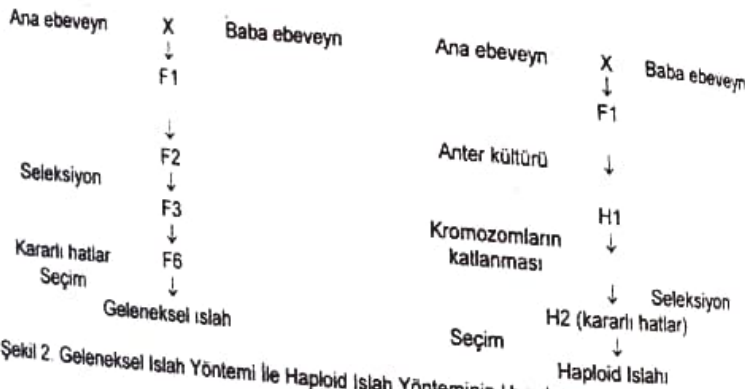 Ana ebeveyn X Baba ebeveyn
↓
F1
↓
F2
Seleksiyon ↓
F3
↓
Kararlı hatlar F6
Seçim ↓
Geleneksel ıslah
Ana ebeveyn X Baba ebeveyn
↓
F1
Anter kültürü ↓
H1
Kromozomların ↓
katlanması
↓ Seleksiyon
H2 (kararlı hatlar)
Seçim ↓
Haploid Islahı
Şekil 2. Geleneksel Islah Yöntemi İle Haploid Islah Yönteminin